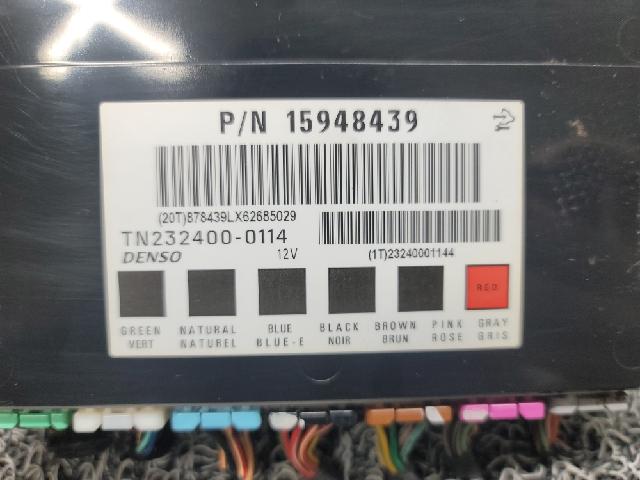 P/N 15948439
(20T)878439LX62685029
TN232400-0114
DENSO
12V
(1T)23240001144
RED
GREEN NATURAL BLUE BLACK BROWN PINK GRAY
VERT NATUREL BLUE-E NOIR BRUN ROSE GRIS